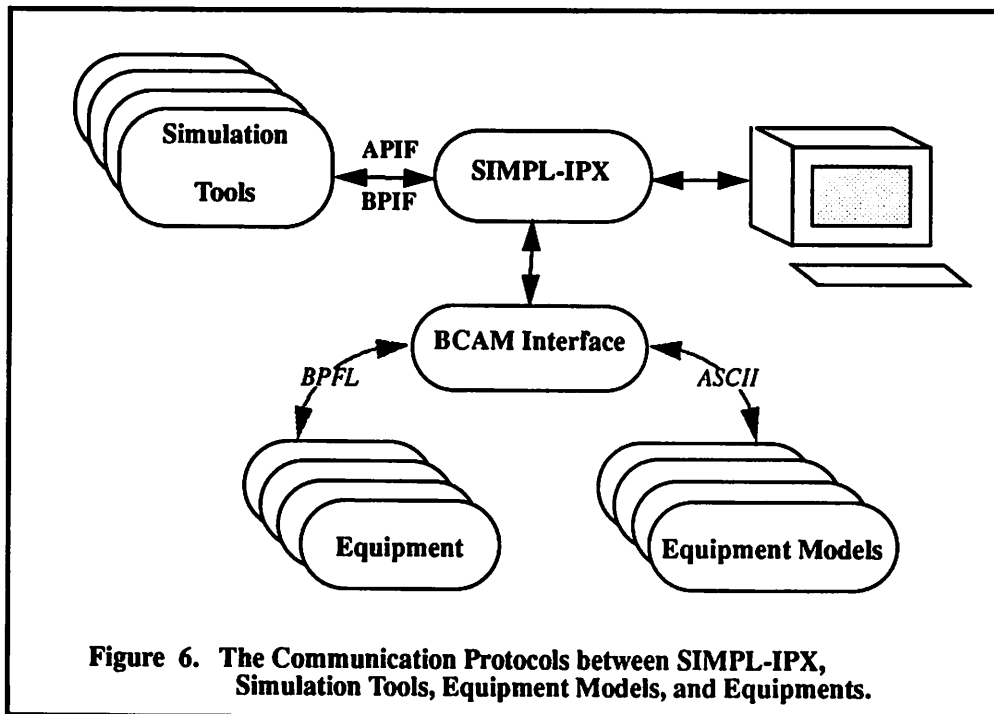 Simulation
Tools
APIF
BPIF
SIMPL-IPX
BCAM Interface
BPFL
ASCII
Equipment
Equipment Models
Figure 6. The Communication Protocols between SIMPL-IPX,
Simulation Tools, Equipment Models, and Equipments.